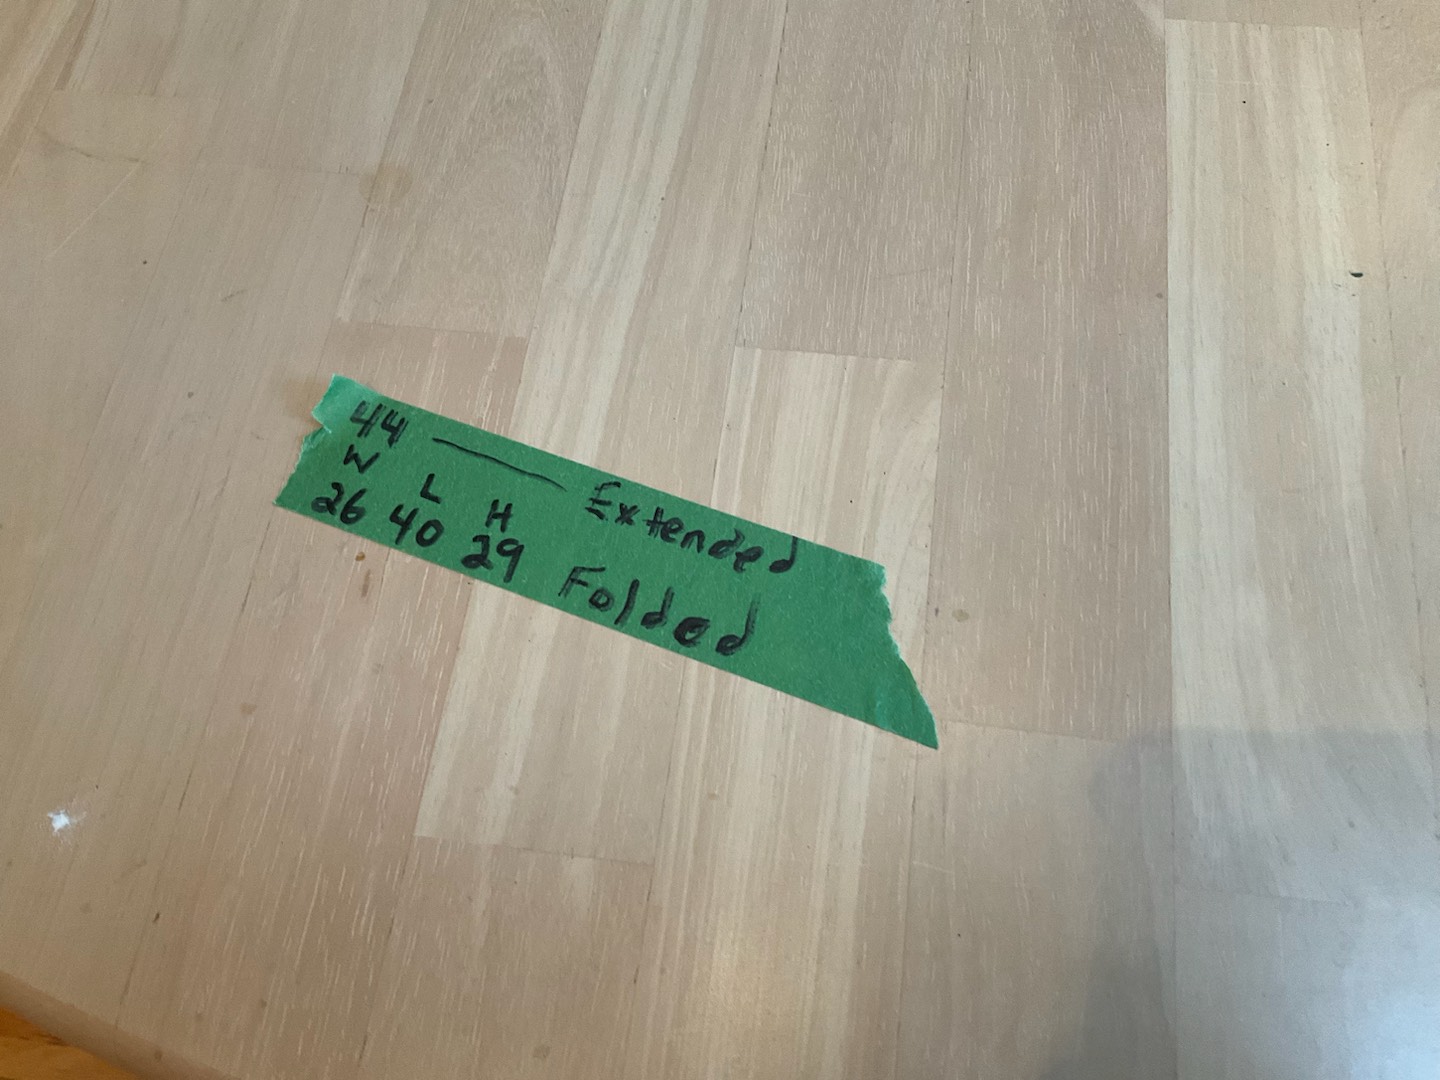 44 — Extended
W L H
26 40 29 Folded